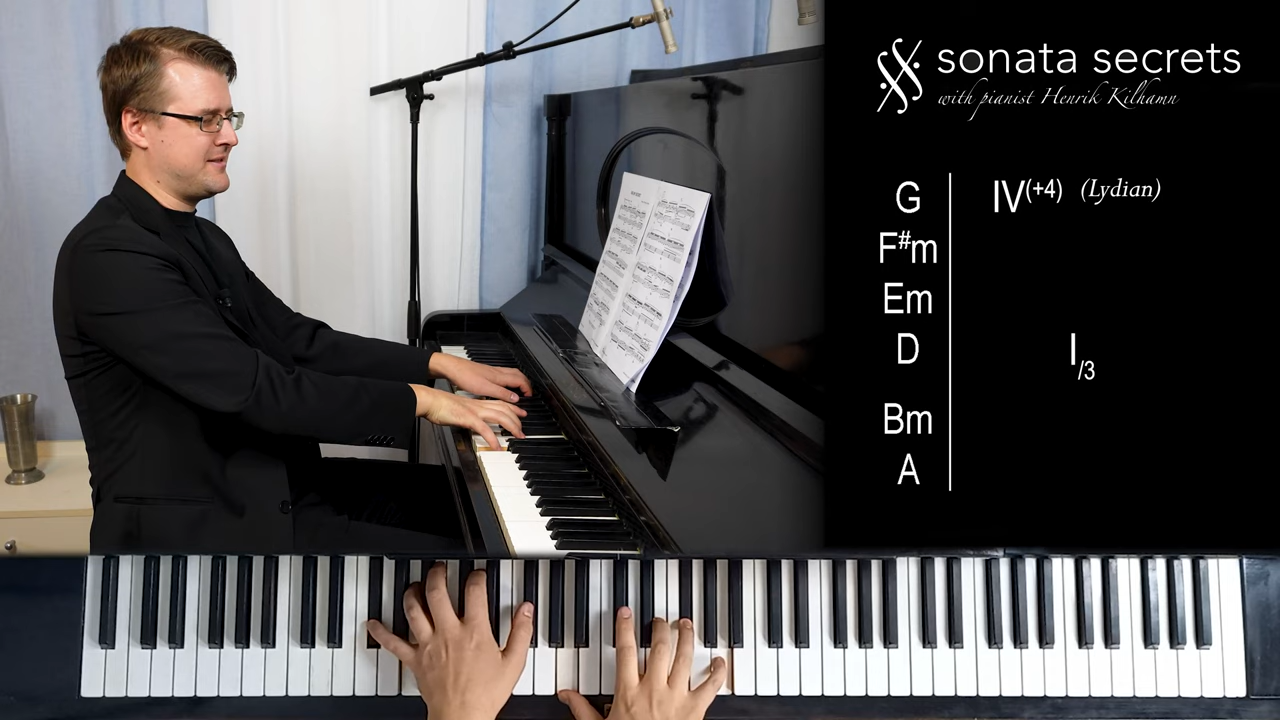 sonata secrets
with pianist Henrik Kilhamn
G IV(+4) (Lydian)
F#m
Em
D I/3
Bm
A